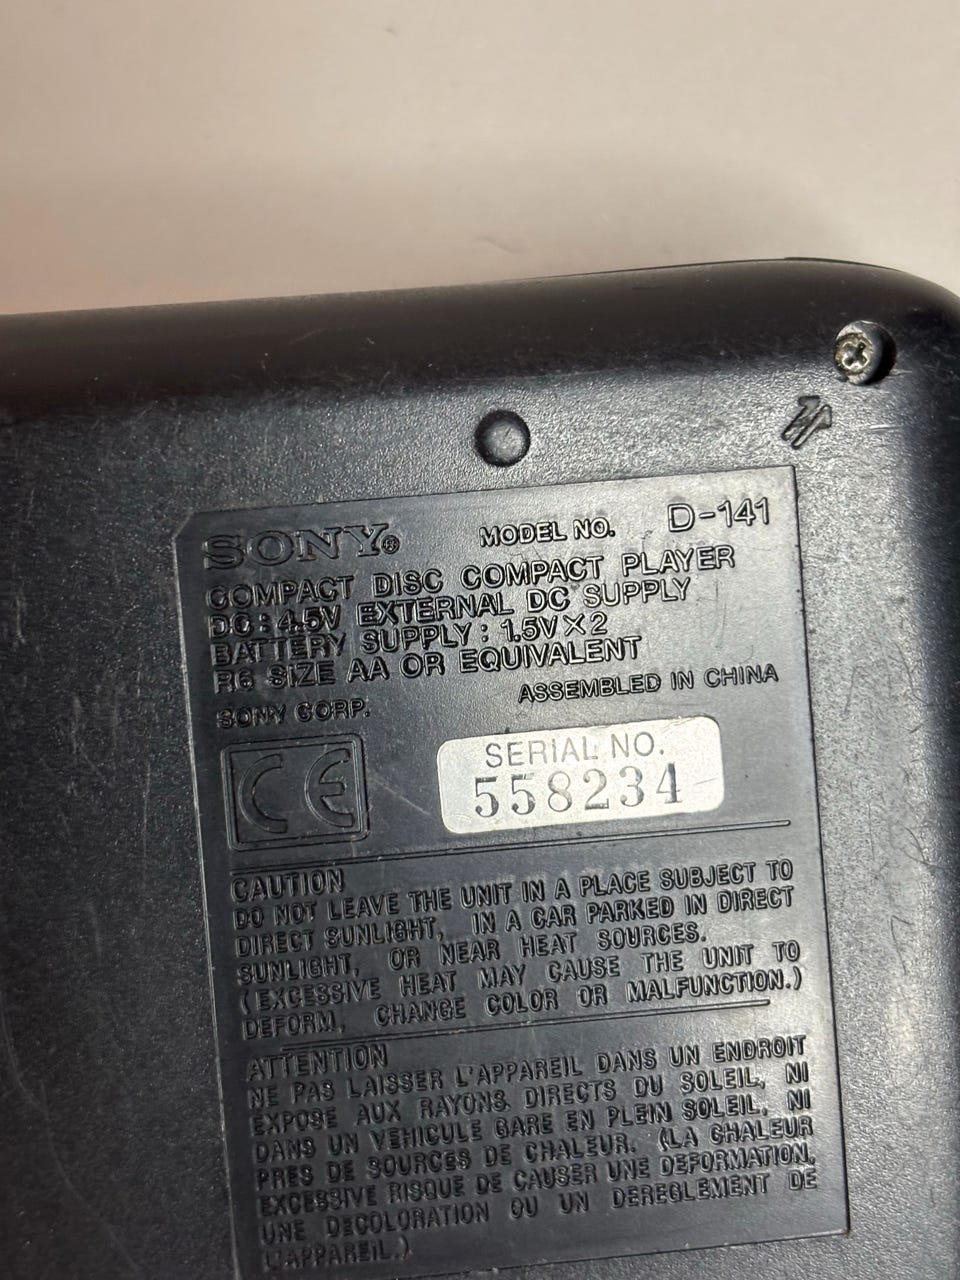 SONY® MODEL NO. D-141
COMPACT DISC COMPACT PLAYER
DC : 4.5V EXTERNAL DC SUPPLY
BATTERY SUPPLY : 1.5V×2
R6 SIZE AA OR EQUIVALENT
SONY CORP. ASSEMBLED IN CHINA
CE
SERIAL NO.
558234
CAUTION
DO NOT LEAVE THE UNIT IN A PLACE SUBJECT TO
DIRECT SUNLIGHT, IN A CAR PARKED IN DIRECT
SUNLIGHT, OR NEAR HEAT SOURCES.
(EXCESSIVE HEAT MAY CAUSE THE UNIT TO
DEFORM, CHANGE COLOR OR MALFUNCTION.)
ATTENTION
NE PAS LAISSER L'APPAREIL DANS UN ENDROIT
EXPOSE AUX RAYONS DIRECTS DU SOLEIL, NI
DANS UN VEHICULE GARE EN PLEIN SOLEIL, NI
PRES DE SOURCES DE CHALEUR. (LA CHALEUR
EXCESSIVE RISQUE DE CAUSER UNE DEFORMATION,
UNE DECOLORATION OU UN DEREGLEMENT DE
L'APPAREIL.)